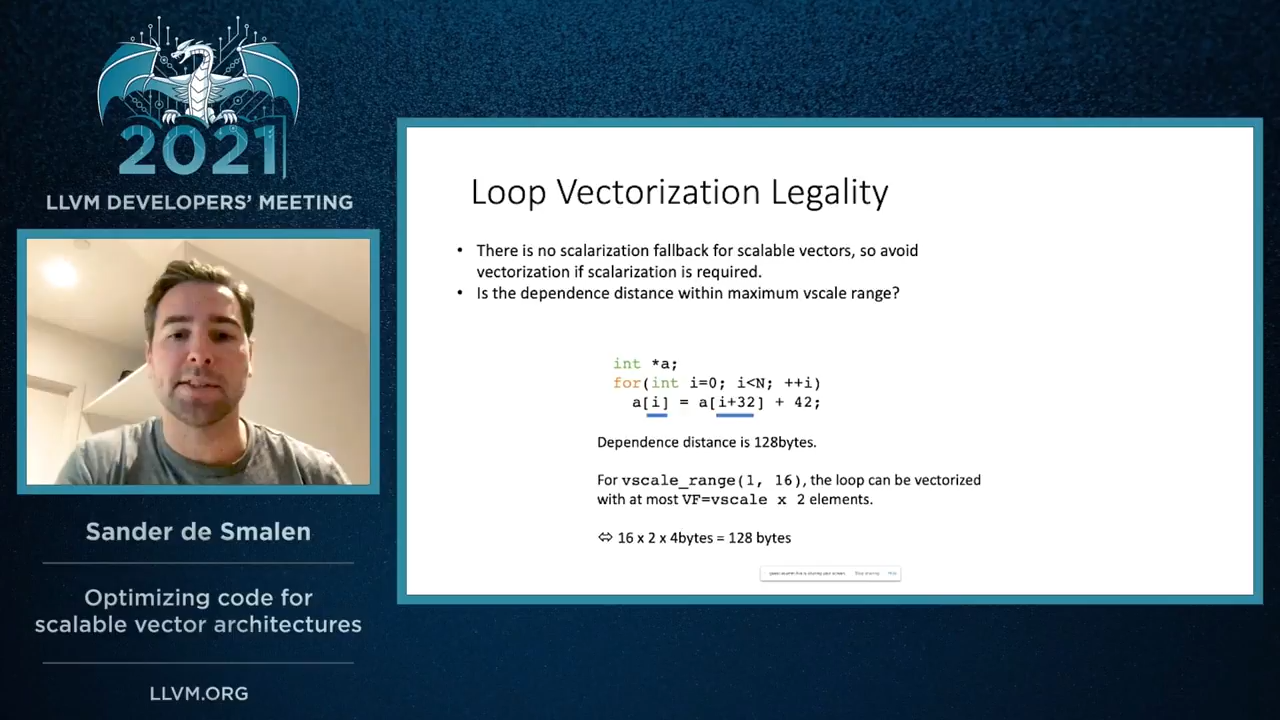 2021
LLVM DEVELOPERS' MEETING
Sander de Smalen
Optimizing code for
scalable vector architectures
LLVM.ORG
Loop Vectorization Legality
• There is no scalarization fallback for scalable vectors, so avoid
vectorization if scalarization is required.
• Is the dependence distance within maximum vscale range?
int *a;
for(int i=0; i<N; ++i)
a[i] = a[i+32] + 42;
Dependence distance is 128bytes.
For vscale_range(1, 16), the loop can be vectorized
with at most VF=vscale x 2 elements.
⇔ 16 x 2 x 4bytes = 128 bytes